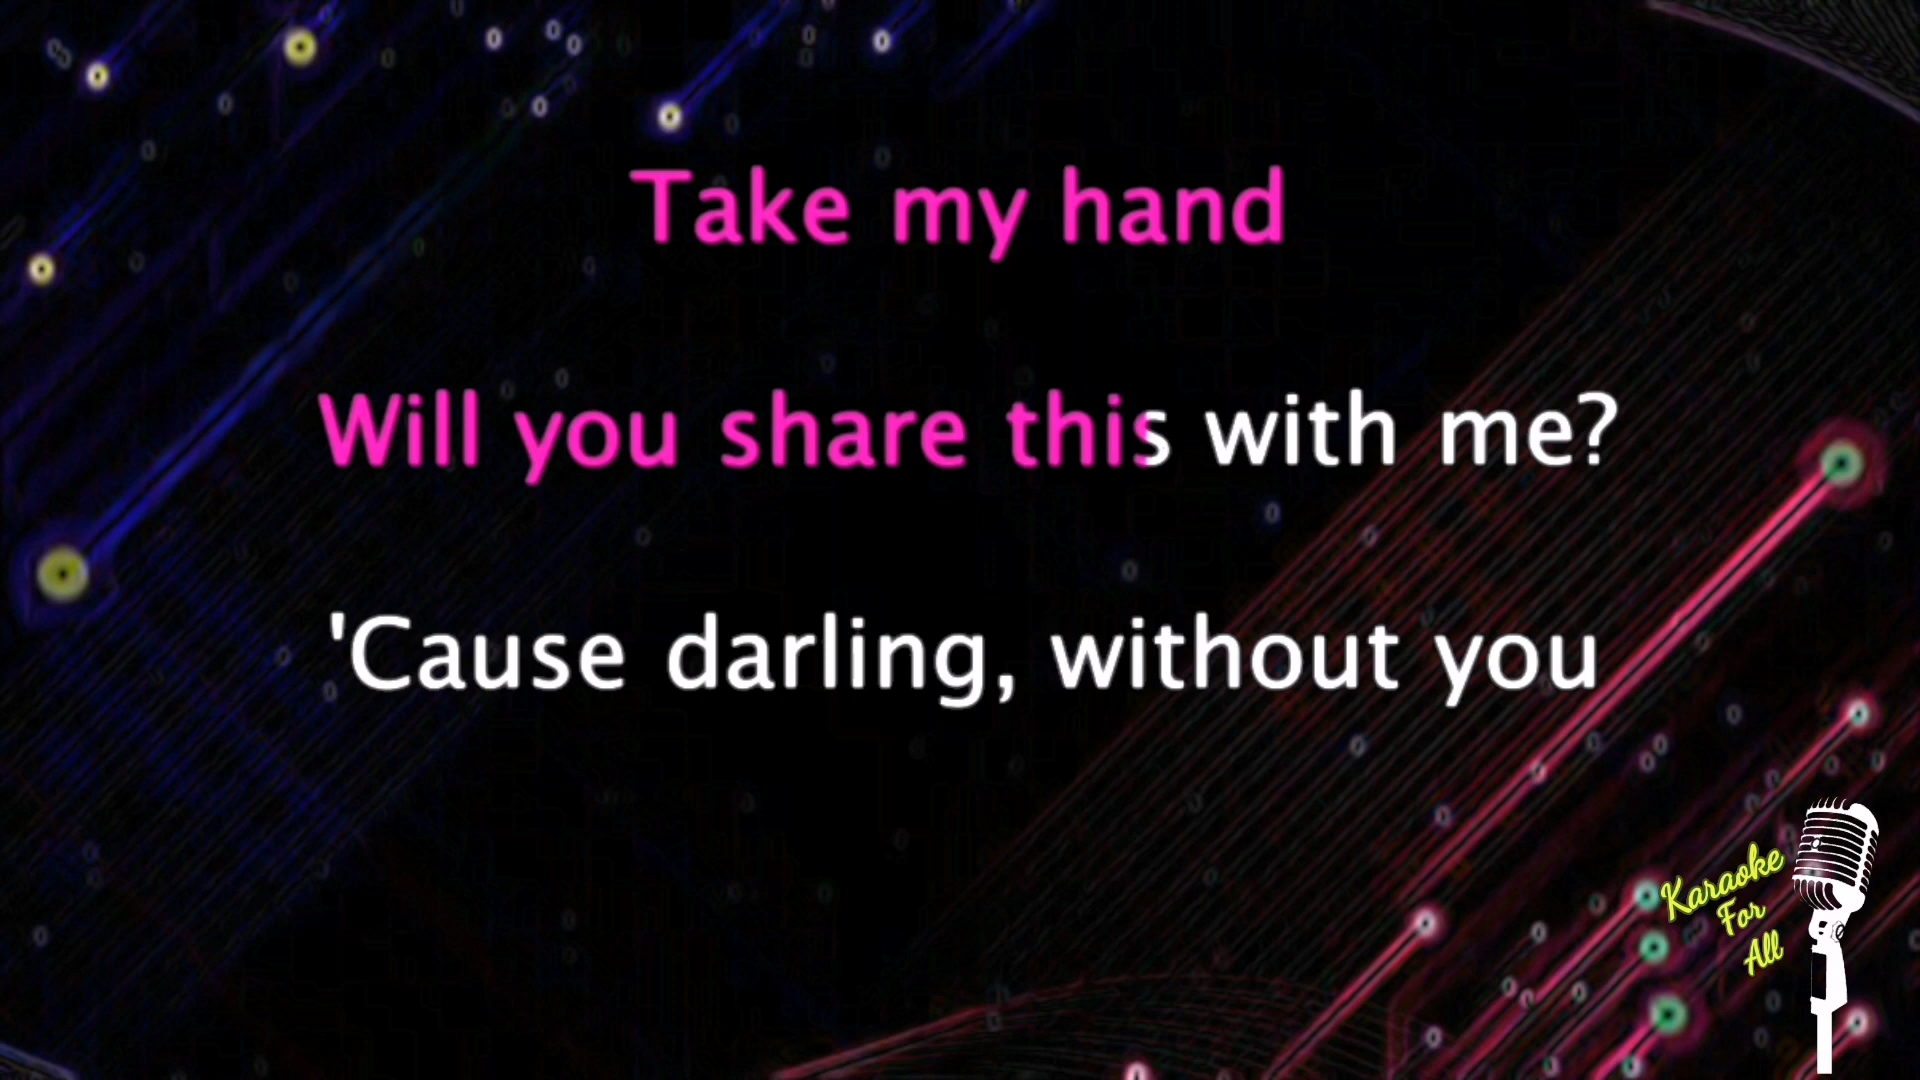 Take my hand
Will you share this with me?
'Cause darling, without you
Karaoke
For
All